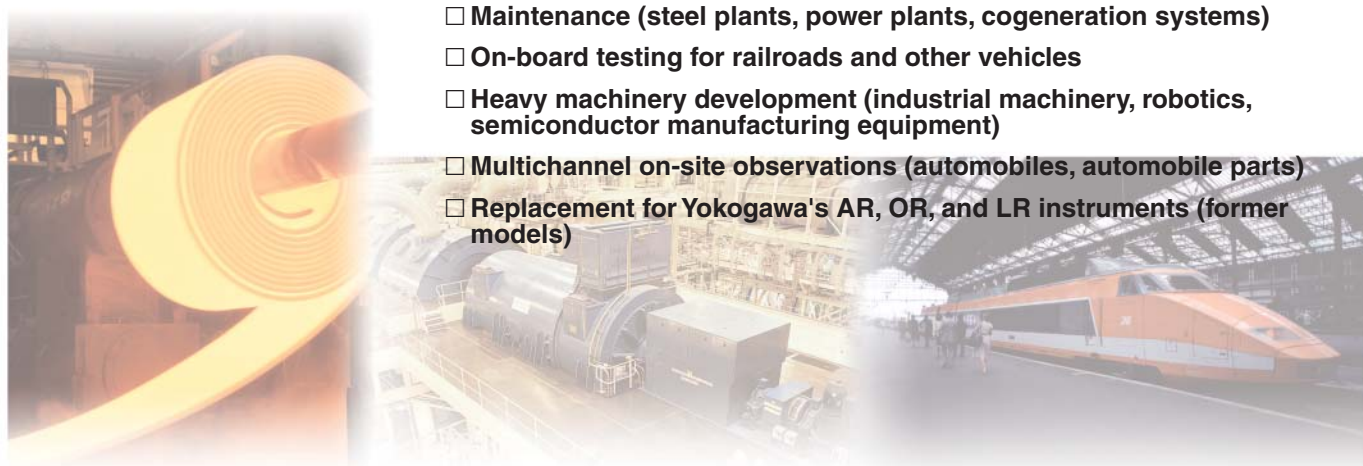 □ Maintenance (steel plants, power plants, cogeneration systems)
□ On-board testing for railroads and other vehicles
□ Heavy machinery development (industrial machinery, robotics,
semiconductor manufacturing equipment)
□ Multichannel on-site observations (automobiles, automobile parts)
□ Replacement for Yokogawa's AR, OR, and LR instruments (former
models)